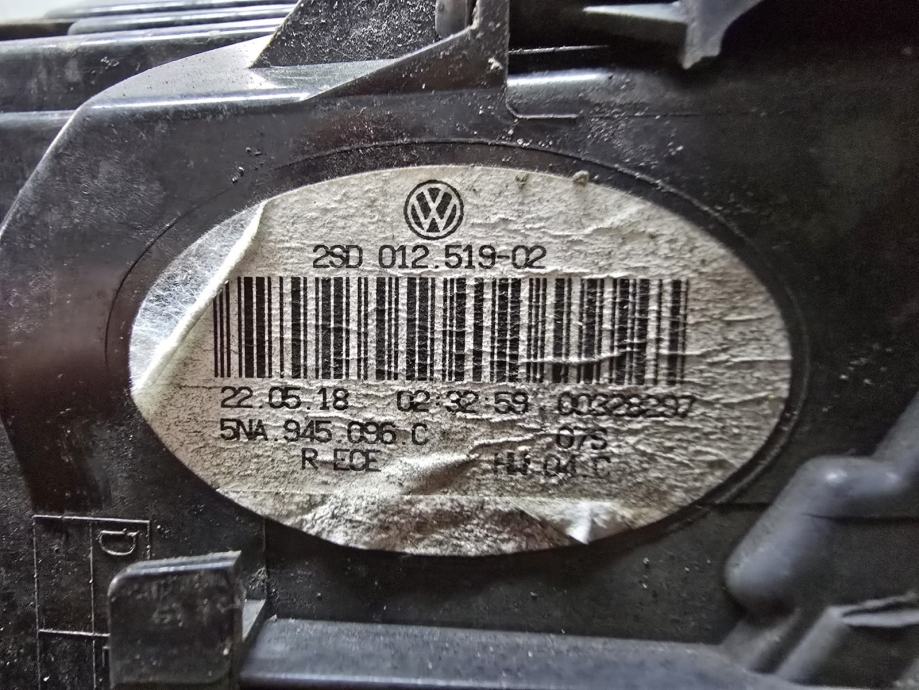 2SD 012.519-02
22.05.18 02:32:59 00328297
5NA.945.096 C 07S
R ECE HW.04 C
D